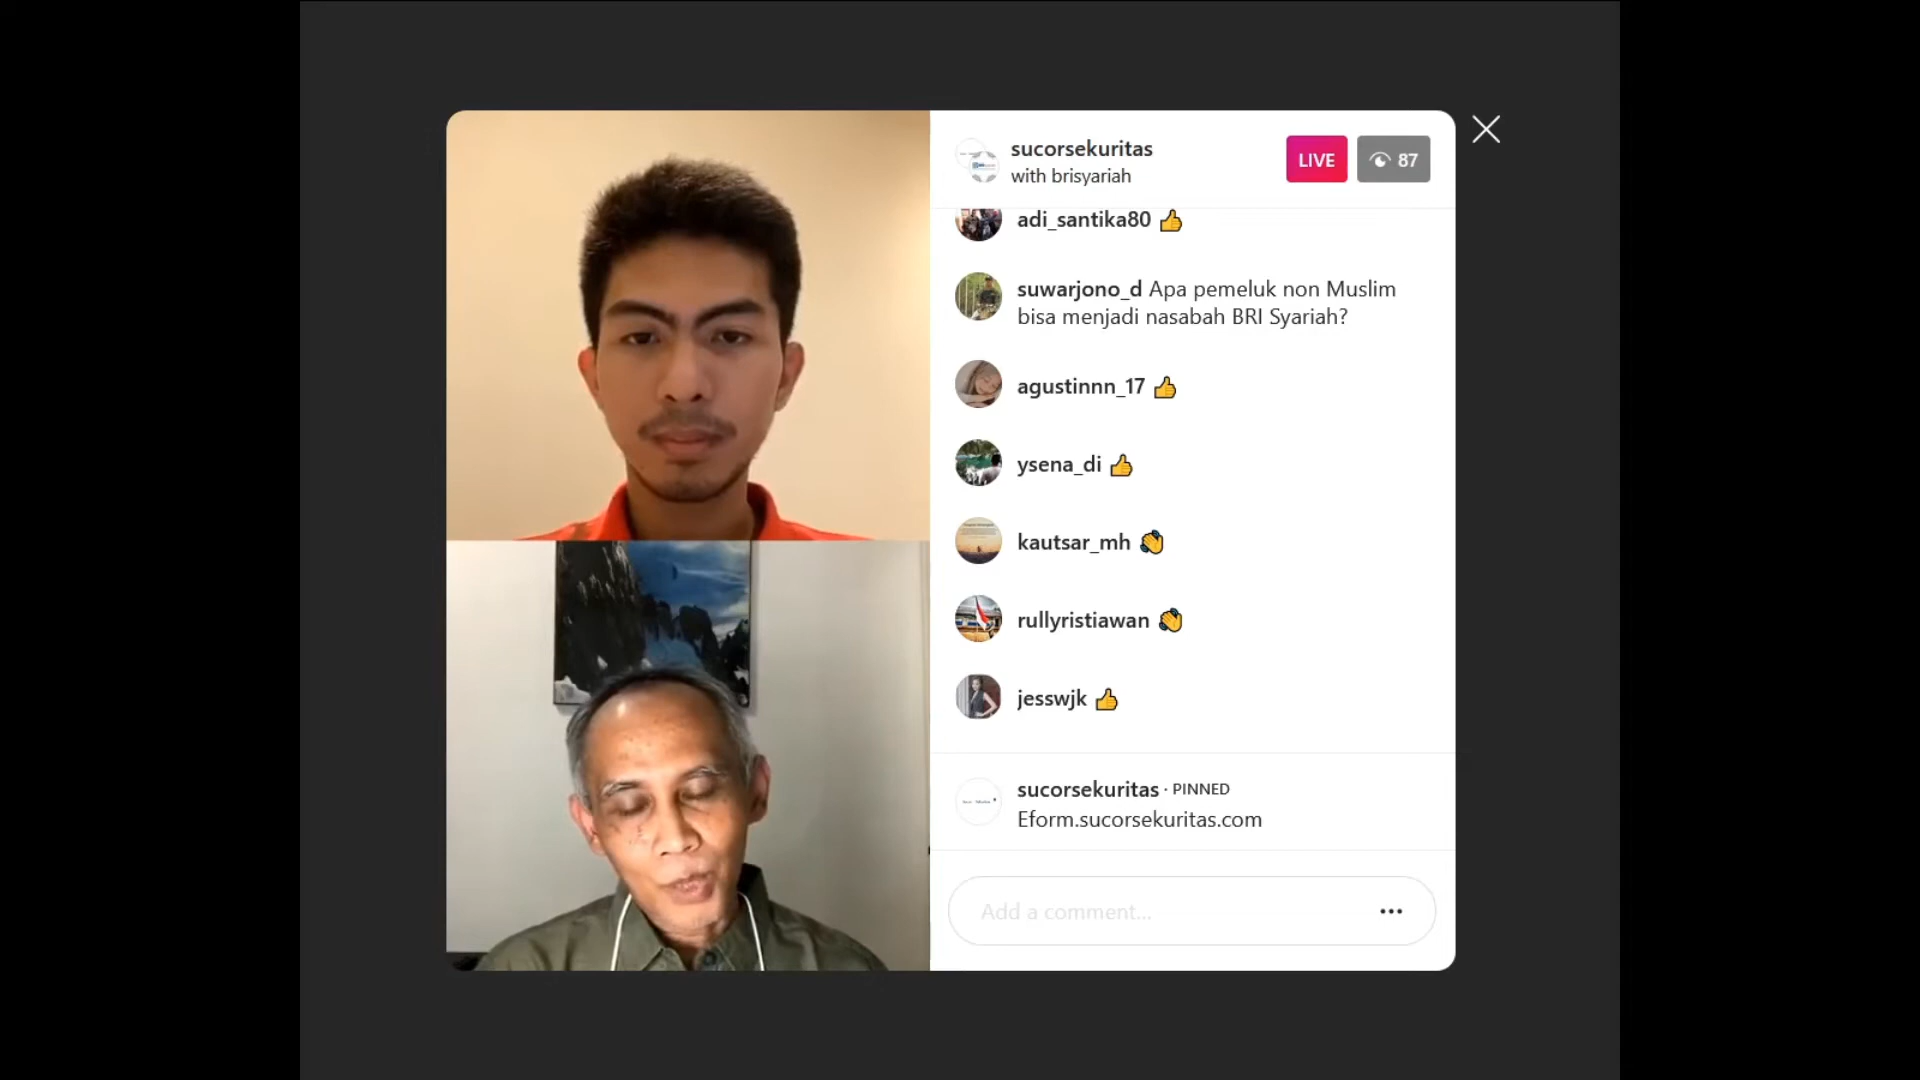 sucorsekuritas
with brisyariah
LIVE
87
adi_santika80 👍
suwarjono_d Apa pemeluk non Muslim
bisa menjadi nasabah BRI Syariah?
agustinnn_17 👍
ysena_di 👍
kautsar_mh 👏
rullyristiawan 👏
jesswjk 👍
sucorsekuritas · PINNED
Eform.sucorsekuritas.com
Add a comment...